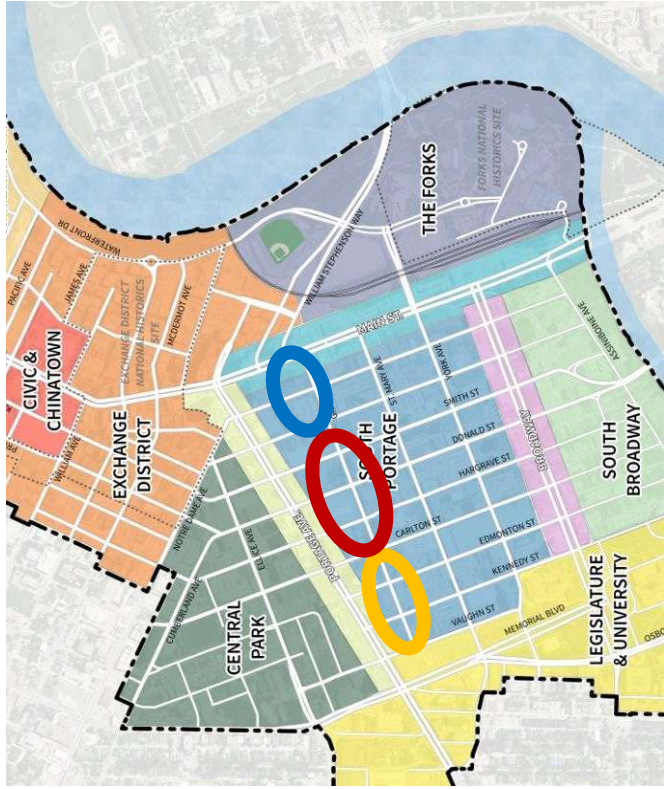 WATERFRONT DR
PACIFIC AVE
JAMES AVE
EXCHANGE DISTRICT
NATIONAL HISTORICS
SITE
MCDERMOT AVE
CIVIC &
CHINATOWN
WILLIAM AVE
EXCHANGE
DISTRICT
NOTRE DAME AVE
CUMBERLAND AVE
ELLICE AVE
CENTRAL
PARK
PORTAGE AVE.
WILLIAM STEPHENSON WAY
THE FORKS
FORKS NATIONAL
HISTORICS SITE
MAIN ST
ST. MARY AVE
YORK AVE
SOUTH
PORTAGE
SMITH ST
DONALD ST
HARGRAVE ST
CARLTON ST
EDMONTON ST
KENNEDY ST
VAUGHN ST
MEMORIAL BLVD
BROADWAY
ASSINIBOINE AVE
SOUTH
BROADWAY
LEGISLATURE
& UNIVERSITY